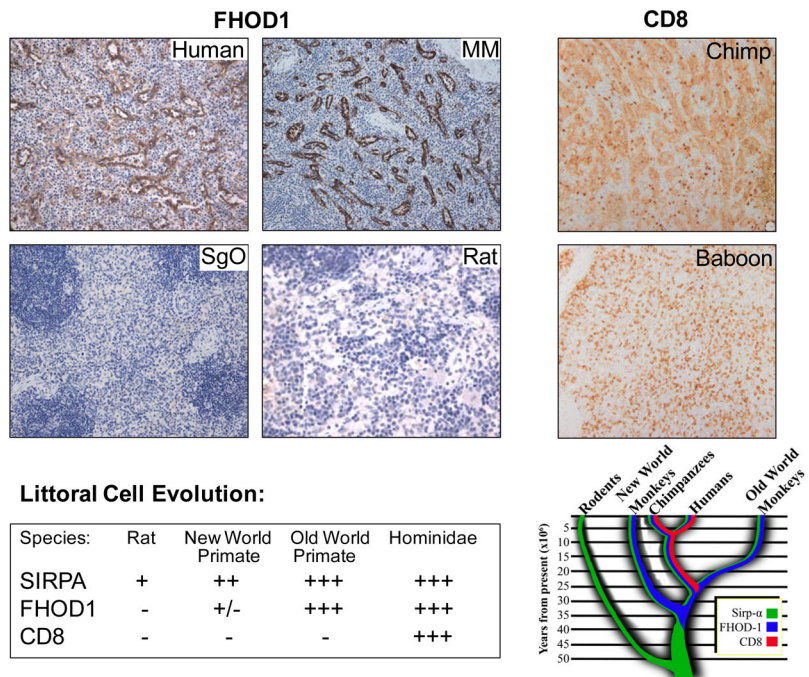 FHOD1
CD8
Human
MM
Chimp
SgO
Rat
Baboon
Littoral Cell Evolution:
Species: Rat New World Primate Old World Primate Hominidae
SIRPA + ++ +++ +++
FHOD1 - +/- +++ +++
CD8 - - - +++
Rodents
New World Monkeys
Chimpanzees
Humans
Old World Monkeys
Years from present (x10⁶)
5
10
15
20
25
30
35
40
45
50
Sirp-α
FHOD-1
CD8